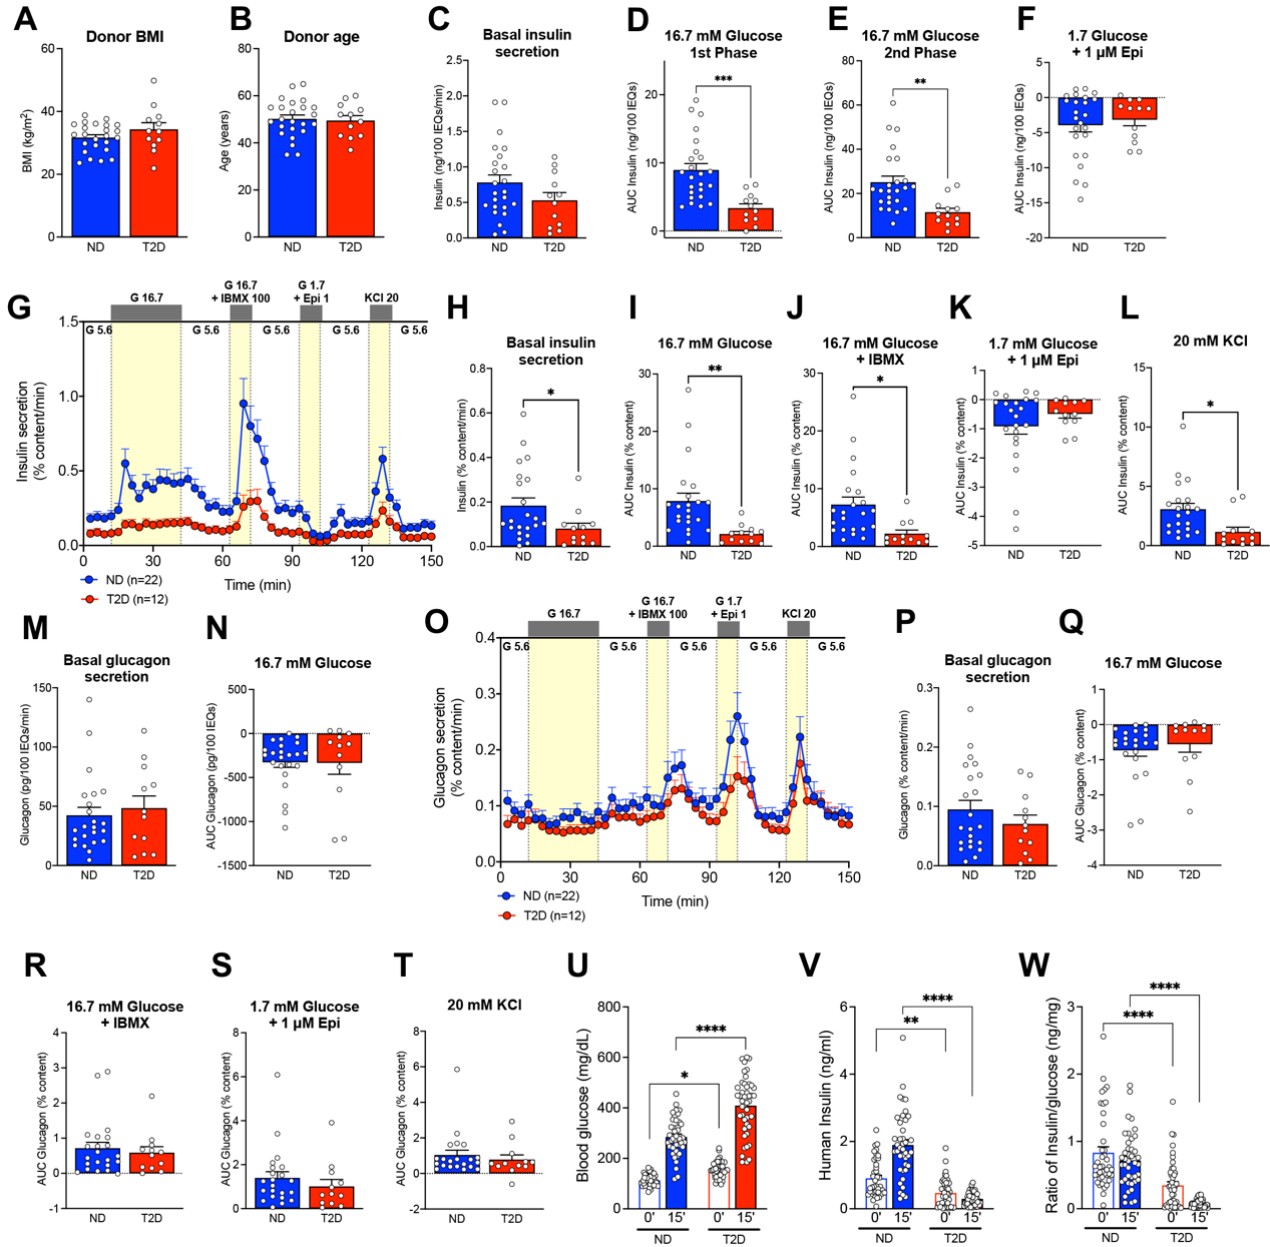 A
Donor BMI
BMI (kg/m2)
60
40
20
0
ND
T2D
B
Donor age
Age (years)
80
60
40
20
0
ND
T2D
C
Basal insulin
secretion
Insulin (ng/100 IEQs/min)
2.5
2.0
1.5
1.0
0.5
0.0
ND
T2D
D
16.7 mM Glucose
1st Phase
AUC Insulin (ng/100 IEQs)
20
10
0
***
ND
T2D
E
16.7 mM Glucose
2nd Phase
AUC Insulin (ng/100 IEQs)
80
60
40
20
0
**
ND
T2D
F
1.7 Glucose
+ 1 µM Epi
AUC Insulin (ng/100 IEQs)
5
0
-5
-10
-15
-20
ND
T2D
G
G 16.7
G 16.7
+ IBMX 100
G 1.7
+ Epi 1
KCl 20
G 5.6
G 5.6
G 5.6
G 5.6
G 5.6
Insulin secretion
(% content/min)
1.5
1.0
0.5
0.0
0
30
60
90
120
150
Time (min)
ND (n=22)
T2D (n=12)
H
Basal insulin
secretion
Insulin (% content/min)
0.8
0.6
0.4
0.2
0.0
*
ND
T2D
I
16.7 mM Glucose
AUC Insulin (% content)
30
20
10
0
**
ND
T2D
J
16.7 mM Glucose
+ IBMX
AUC Insulin (% content)
30
20
10
0
*
ND
T2D
K
1.7 mM Glucose
+ 1 µM Epi
AUC Insulin (% content)
1
0
-1
-2
-3
-4
-5
ND
T2D
L
20 mM KCl
AUC Insulin (% content)
15
10
5
0
*
ND
T2D
M
Basal glucagon
secretion
Glucagon (pg/100 IEQs/min)
150
100
50
0
ND
T2D
N
16.7 mM Glucose
AUC Glucagon (pg/100 IEQs)
500
0
-500
-1000
-1500
ND
T2D
O
G 16.7
G 16.7
+ IBMX 100
G 1.7
+ Epi 1
KCl 20
G 5.6
G 5.6
G 5.6
G 5.6
G 5.6
Glucagon secretion
(% content/min)
0.4
0.3
0.2
0.1
0.0
0
30
60
90
120
150
Time (min)
ND (n=22)
T2D (n=12)
P
Basal glucagon
secretion
Glucagon (% content/min)
0.3
0.2
0.1
0.0
ND
T2D
Q
16.7 mM Glucose
AUC Glucagon (% content)
1
0
-1
-2
-3
-4
ND
T2D
R
16.7 mM Glucose
+ IBMX
AUC Glucagon (% content)
4
3
2
1
0
-1
ND
T2D
S
1.7 mM Glucose
+ 1 µM Epi
AUC Glucagon (% content)
8
6
4
2
0
ND
T2D
T
20 mM KCl
AUC Glucagon (% content)
8
6
4
2
0
-2
ND
T2D
U
Blood glucose (mg/dL)
800
600
400
200
0
*
****
0' 15' 0' 15'
ND
T2D
V
Human Insulin (ng/ml)
6
4
2
0
**
****
0' 15' 0' 15'
ND
T2D
W
Ratio of Insulin/glucose (ng/mg)
3
2
1
0
****
****
0' 15' 0' 15'
ND
T2D